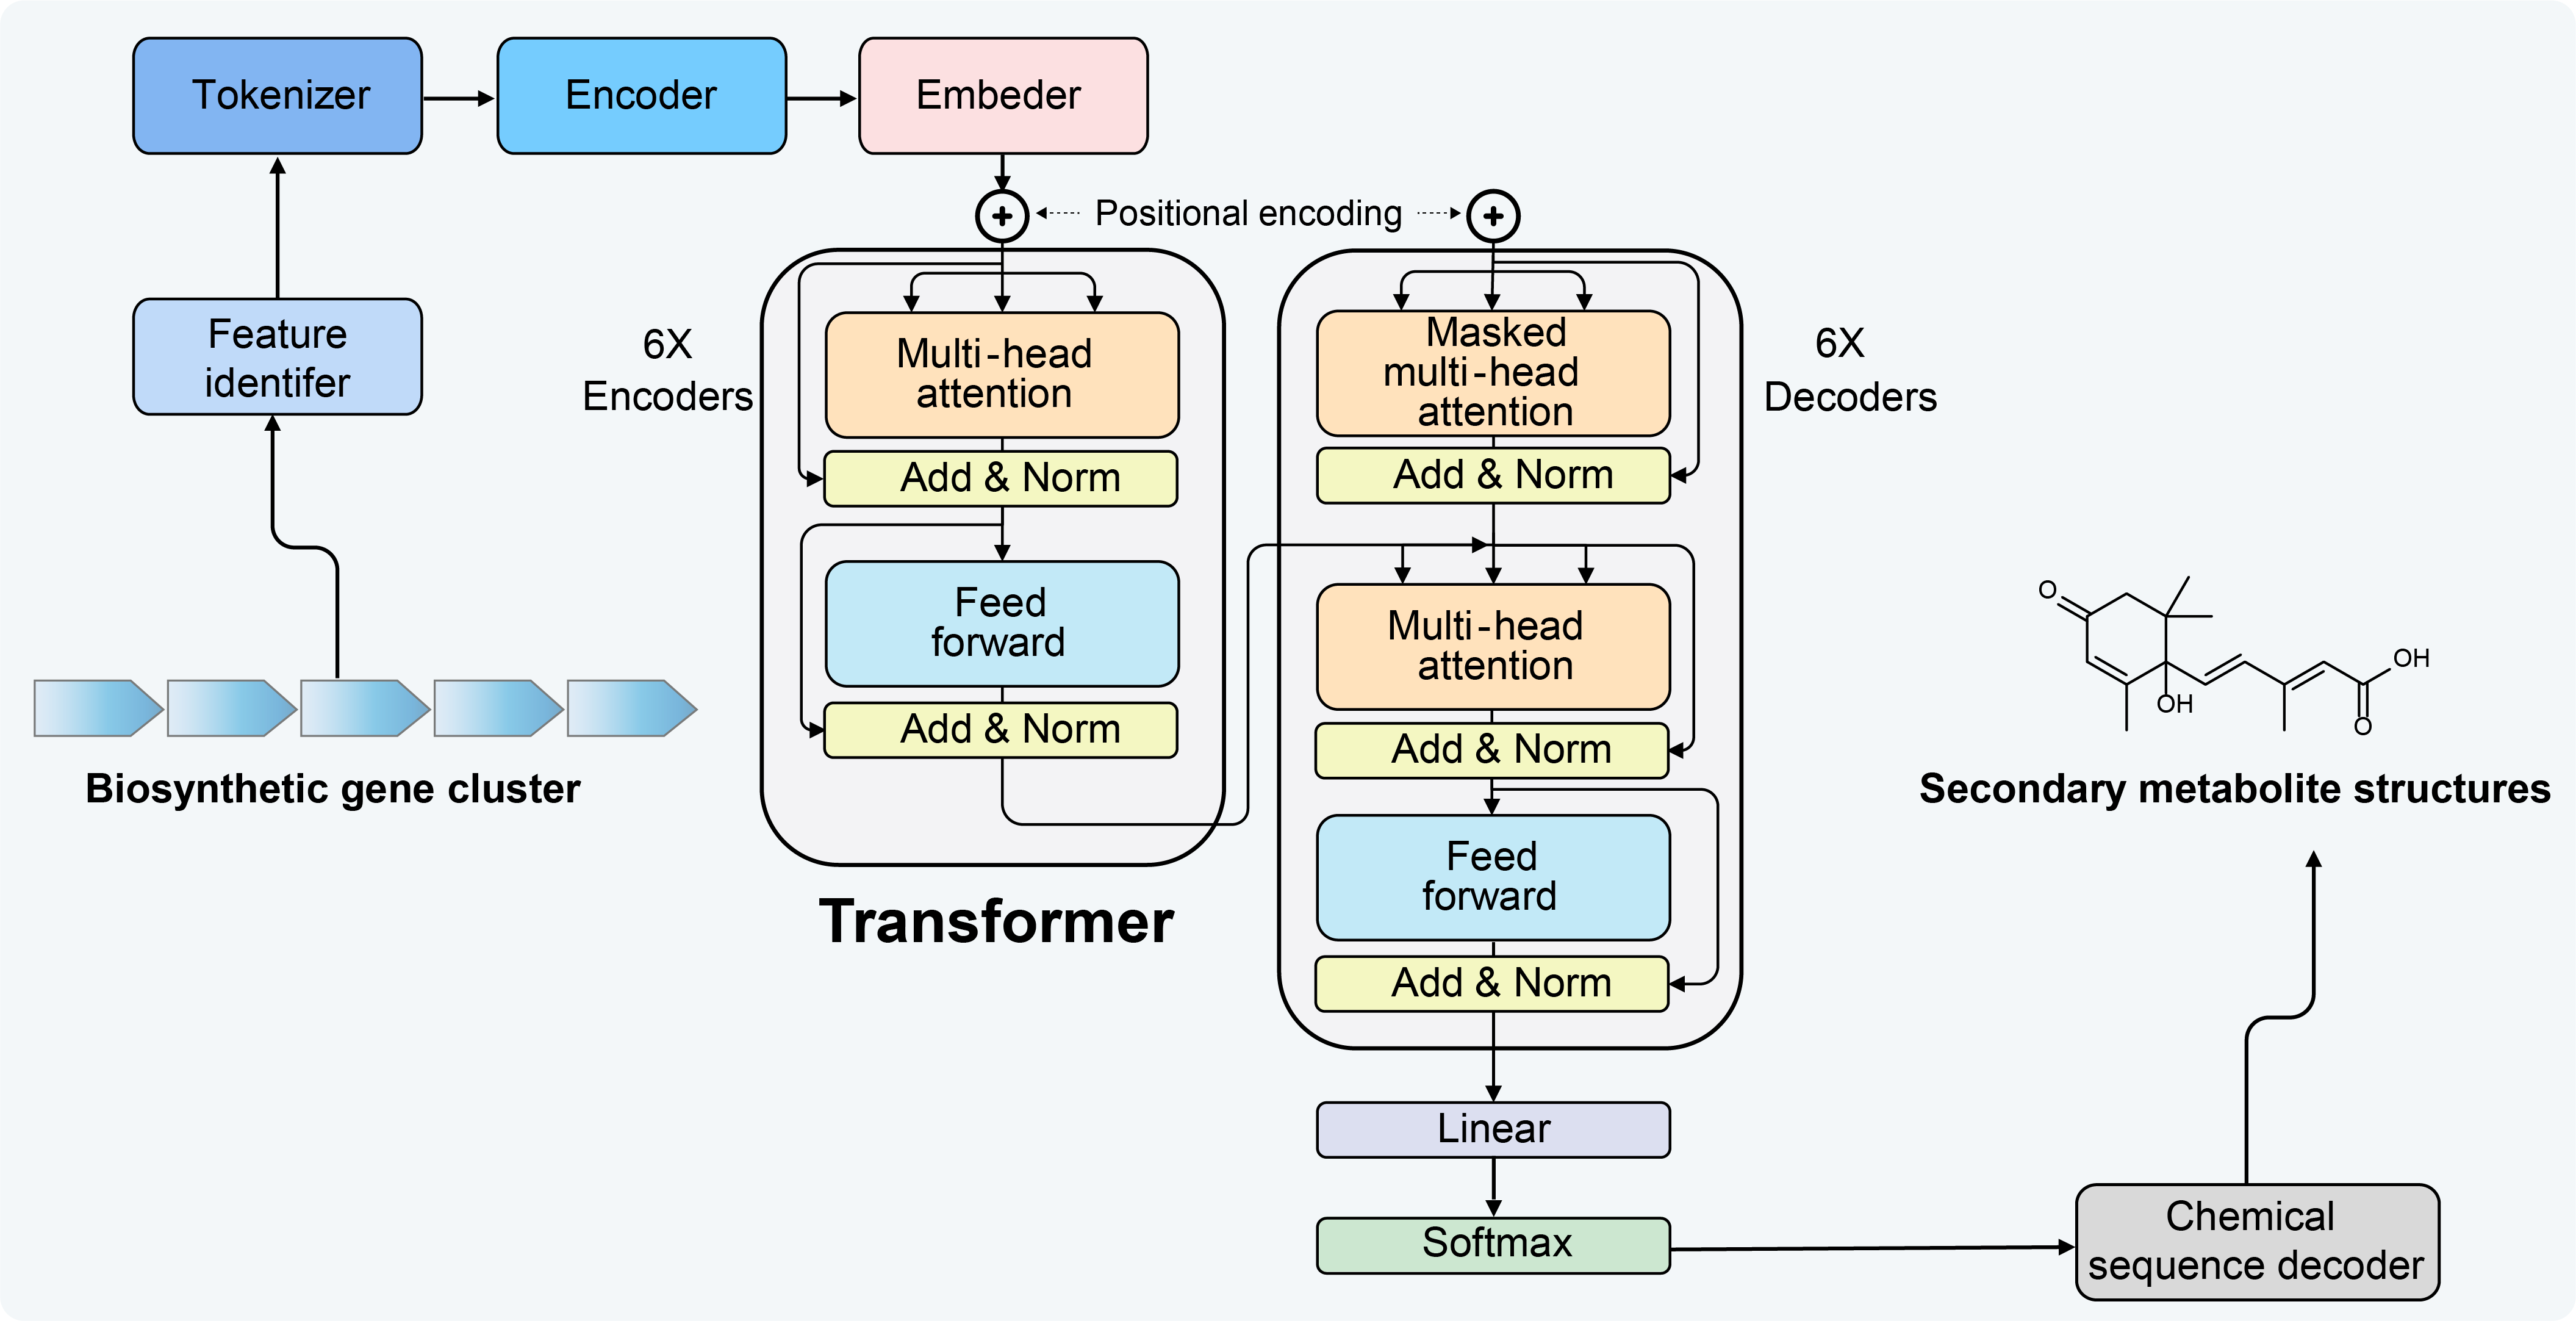 Tokenizer
Encoder
Embeder
Positional encoding
Feature
identifer
6X
Encoders
Multi-head
attention
Add & Norm
Feed
forward
Add & Norm
Masked
multi-head
attention
Add & Norm
Multi-head
attention
Add & Norm
Feed
forward
Add & Norm
6X
Decoders
Biosynthetic gene cluster
Transformer
Linear
Softmax
Chemical
sequence decoder
O
OH
OH
O
Secondary metabolite structures